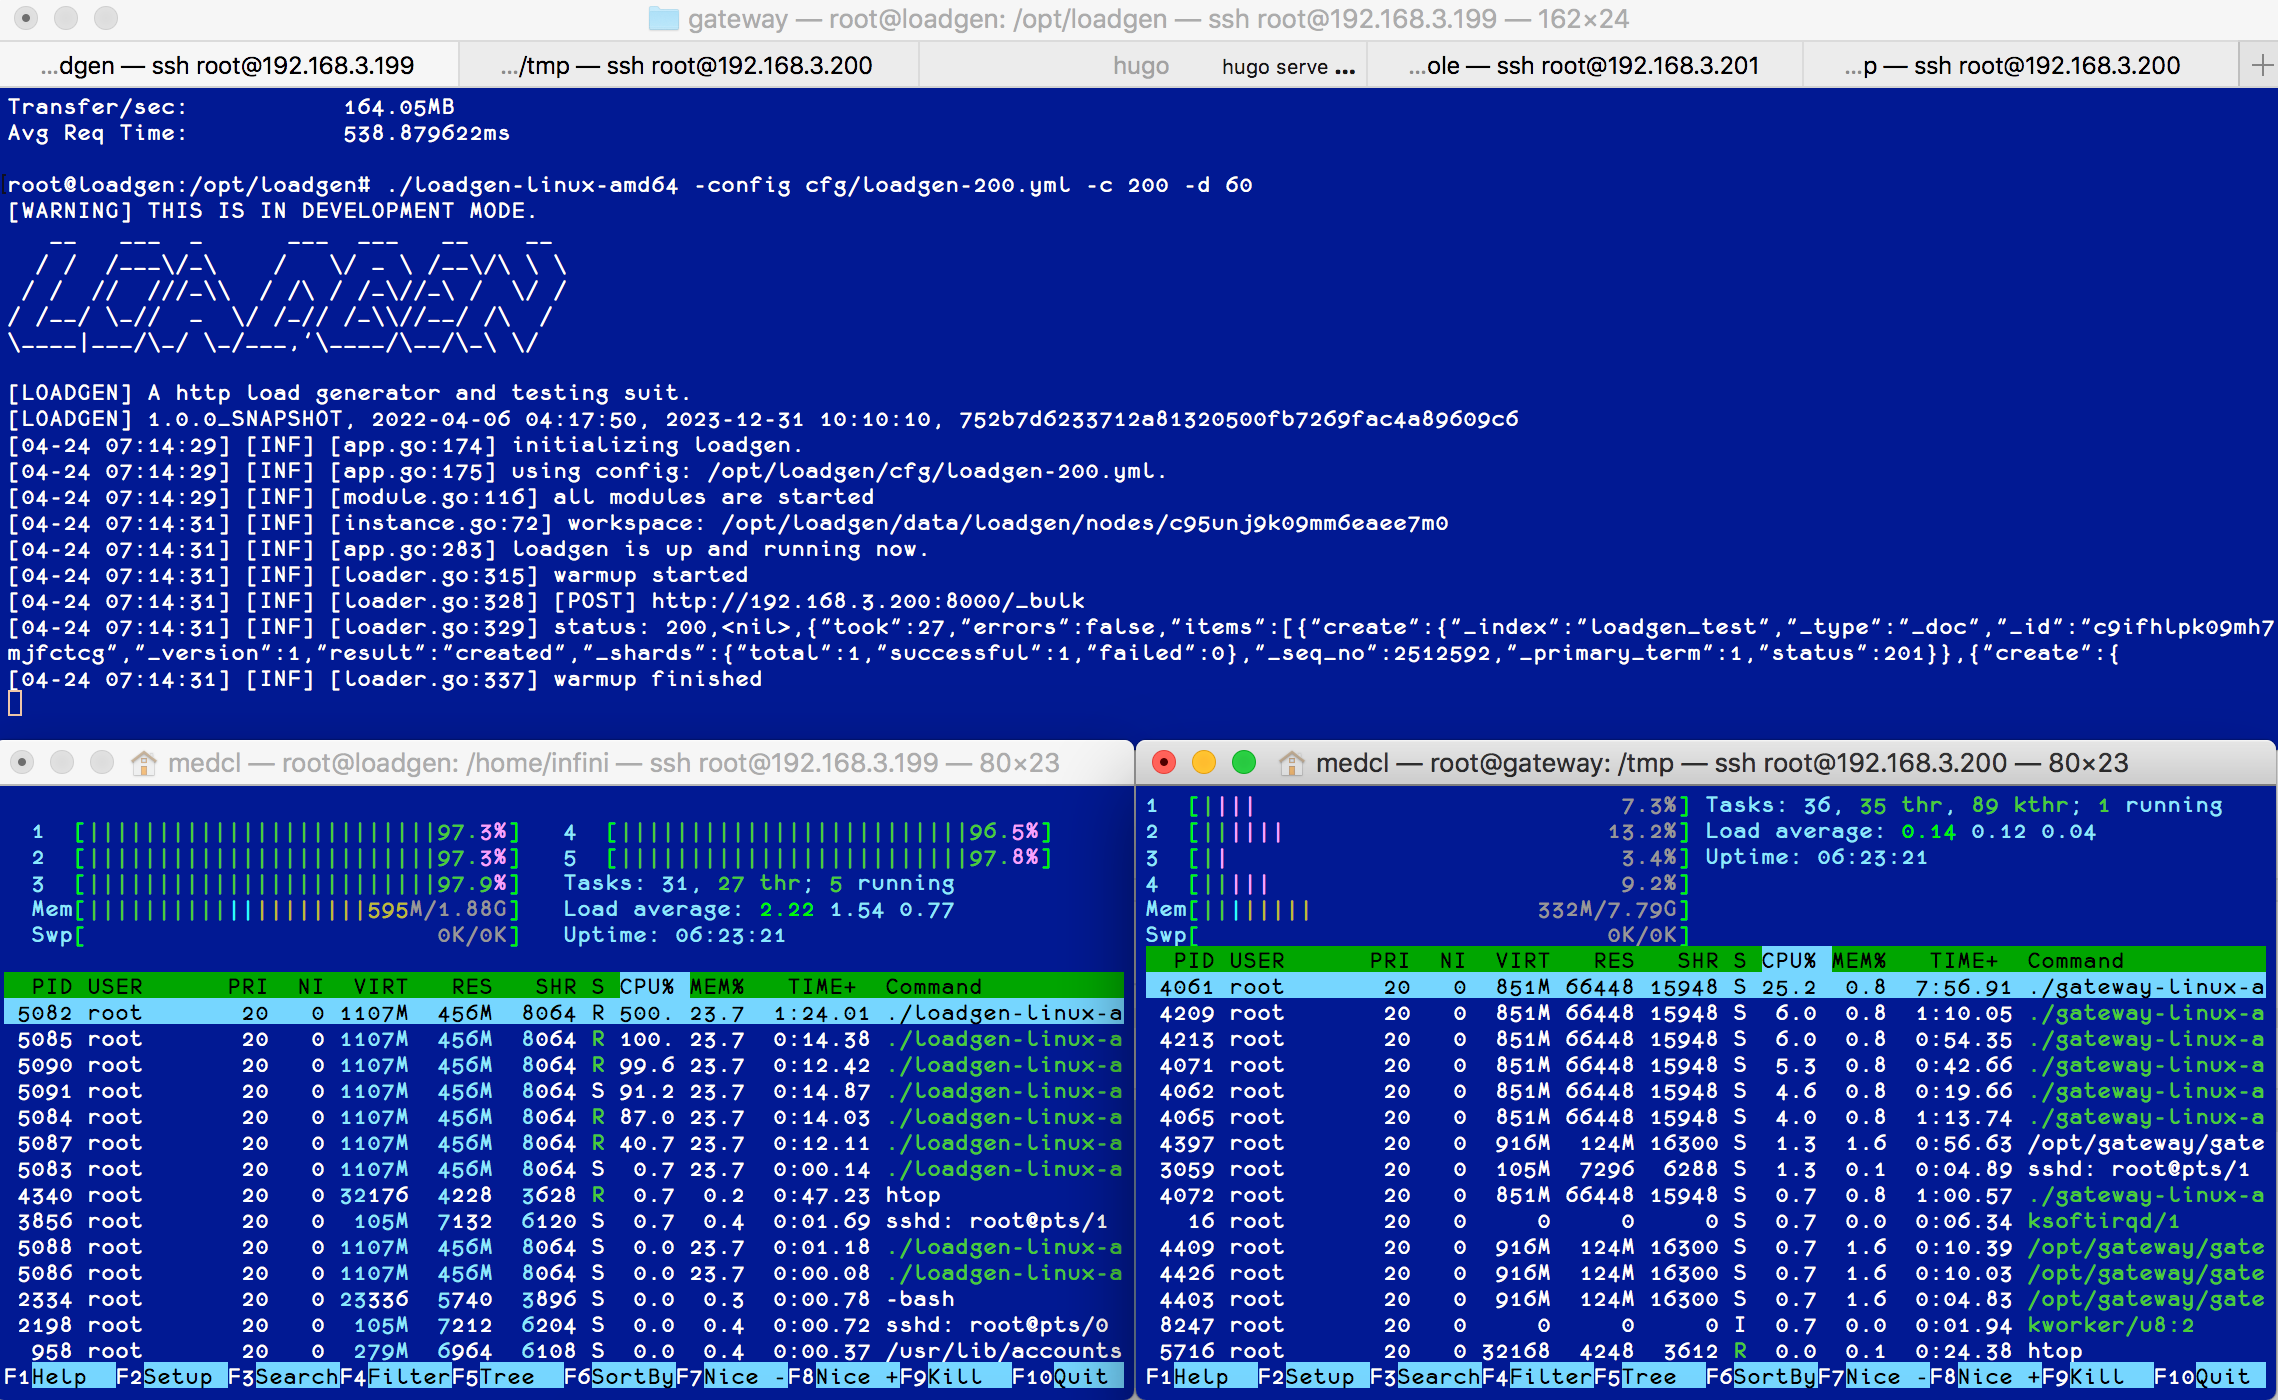 gateway — root@loadgen: /opt/loadgen — ssh root@192.168.3.199 — 162×24
...dgen — ssh root@192.168.3.199
.../tmp — ssh root@192.168.3.200
hugo hugo serve ...
...ole — ssh root@192.168.3.201
...p — ssh root@192.168.3.200
Transfer/sec: 164.05MB
Avg Req Time: 538.879622ms
root@loadgen:/opt/loadgen# ./loadgen-linux-amd64 -config cfg/loadgen-200.yml -c 200 -d 60
[WARNING] THIS IS IN DEVELOPMENT MODE.
   __   ___  _      ___  ___   __    __
  / /  /___\/_\    /   \/ _ \ /__\/\ \ \
 / /  //  ///_\\  / /\ / /_\//_\ /  \/ /
/ /__/ \_//  _  \/ /_// /_\\//__/ /\  /
\____|___/\_/ \_/___,'\____/\__/\_\ \/
[LOADGEN] A http load generator and testing suit.
[LOADGEN] 1.0.0_SNAPSHOT, 2022-04-06 04:17:50, 2023-12-31 10:10:10, 752b7d6233712a81320500fb7269fac4a89609c6
[04-24 07:14:29] [INF] [app.go:174] initializing loadgen.
[04-24 07:14:29] [INF] [app.go:175] using config: /opt/loadgen/cfg/loadgen-200.yml.
[04-24 07:14:29] [INF] [module.go:116] all modules are started
[04-24 07:14:31] [INF] [instance.go:72] workspace: /opt/loadgen/data/loadgen/nodes/c95unj9k09mm6eaee7m0
[04-24 07:14:31] [INF] [app.go:283] loadgen is up and running now.
[04-24 07:14:31] [INF] [loader.go:315] warmup started
[04-24 07:14:31] [INF] [loader.go:328] [POST] http://192.168.3.200:8000/_bulk
[04-24 07:14:31] [INF] [loader.go:329] status: 200,<nil>,{"took":27,"errors":false,"items":[{"create":{"_index":"loadgen_test","_type":"_doc","_id":"c9ifhlpk09mh7
mjfctcg","_version":1,"result":"created","_shards":{"total":1,"successful":1,"failed":0},"_seq_no":2512592,"_primary_term":1,"status":201}},{"create":{
[04-24 07:14:31] [INF] [loader.go:337] warmup finished
medcl — root@loadgen: /home/infini — ssh root@192.168.3.199 — 80×23
1 [|||||||||||||||||||||||||97.3%] 4 [|||||||||||||||||||||||||96.5%]
2 [|||||||||||||||||||||||||97.3%] 5 [|||||||||||||||||||||||||97.8%]
3 [|||||||||||||||||||||||||97.9%] Tasks: 31, 27 thr; 5 running
Mem[||||||||||||||||||||595M/1.88G] Load average: 2.22 1.54 0.77
Swp[ 0K/0K] Uptime: 06:23:21
PID USER PRI NI VIRT RES SHR S CPU% MEM% TIME+ Command
5082 root 20 0 1107M 456M 8064 R 500. 23.7 1:24.01 ./loadgen-linux-a
5085 root 20 0 1107M 456M 8064 R 100. 23.7 0:14.38 ./loadgen-linux-a
5090 root 20 0 1107M 456M 8064 R 99.6 23.7 0:12.42 ./loadgen-linux-a
5091 root 20 0 1107M 456M 8064 S 91.2 23.7 0:14.87 ./loadgen-linux-a
5084 root 20 0 1107M 456M 8064 R 87.0 23.7 0:14.03 ./loadgen-linux-a
5087 root 20 0 1107M 456M 8064 R 40.7 23.7 0:12.11 ./loadgen-linux-a
5083 root 20 0 1107M 456M 8064 S 0.7 23.7 0:00.14 ./loadgen-linux-a
4340 root 20 0 32176 4228 3628 R 0.7 0.2 0:47.23 htop
3856 root 20 0 105M 7132 6120 S 0.7 0.4 0:01.69 sshd: root@pts/1
5088 root 20 0 1107M 456M 8064 S 0.0 23.7 0:01.18 ./loadgen-linux-a
5086 root 20 0 1107M 456M 8064 S 0.0 23.7 0:00.08 ./loadgen-linux-a
2334 root 20 0 23336 5740 3896 S 0.0 0.3 0:00.78 -bash
2198 root 20 0 105M 7212 6204 S 0.0 0.4 0:00.72 sshd: root@pts/0
958 root 20 0 279M 6964 6108 S 0.0 0.4 0:00.37 /usr/lib/accounts
F1Help F2Setup F3SearchF4FilterF5Tree F6SortByF7Nice -F8Nice +F9Kill F10Quit
medcl — root@gateway: /tmp — ssh root@192.168.3.200 — 80×23
1 [|||| 7.3%] Tasks: 36, 35 thr, 89 kthr; 1 running
2 [|||||| 13.2%] Load average: 0.14 0.12 0.04
3 [|| 3.4%] Uptime: 06:23:21
4 [||||| 9.2%]
Mem[|||||||| 332M/7.79G]
Swp[ 0K/0K]
PID USER PRI NI VIRT RES SHR S CPU% MEM% TIME+ Command
4061 root 20 0 851M 66448 15948 S 25.2 0.8 7:56.91 ./gateway-linux-a
4209 root 20 0 851M 66448 15948 S 6.0 0.8 1:10.05 ./gateway-linux-a
4213 root 20 0 851M 66448 15948 S 6.0 0.8 0:54.35 ./gateway-linux-a
4071 root 20 0 851M 66448 15948 S 5.3 0.8 0:42.66 ./gateway-linux-a
4062 root 20 0 851M 66448 15948 S 4.6 0.8 0:19.66 ./gateway-linux-a
4065 root 20 0 851M 66448 15948 S 4.0 0.8 1:13.74 ./gateway-linux-a
4397 root 20 0 916M 124M 16300 S 1.3 1.6 0:56.63 /opt/gateway/gate
3059 root 20 0 105M 7296 6288 S 1.3 0.1 0:04.89 sshd: root@pts/1
4072 root 20 0 851M 66448 15948 S 0.7 0.8 1:00.57 ./gateway-linux-a
16 root 20 0 0 0 0 S 0.7 0.0 0:06.34 ksoftirqd/1
4409 root 20 0 916M 124M 16300 S 0.7 1.6 0:10.39 /opt/gateway/gate
4426 root 20 0 916M 124M 16300 S 0.7 1.6 0:10.03 /opt/gateway/gate
4403 root 20 0 916M 124M 16300 S 0.7 1.6 0:04.83 /opt/gateway/gate
8247 root 20 0 0 0 0 I 0.7 0.0 0:01.94 kworker/u8:2
5716 root 20 0 32168 4248 3612 R 0.0 0.1 0:24.38 htop
F1Help F2Setup F3SearchF4FilterF5Tree F6SortByF7Nice -F8Nice +F9Kill F10Quit